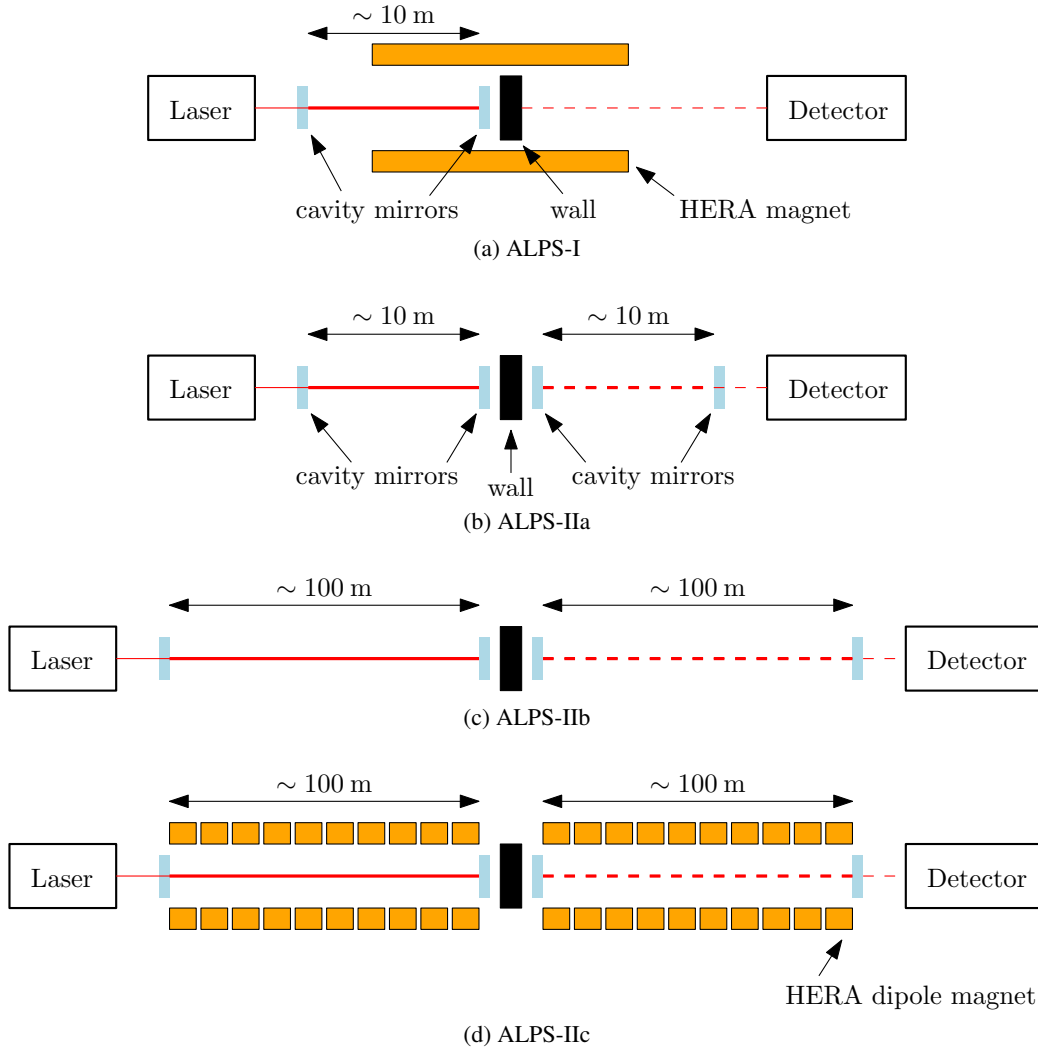 ∼ 10 m
Laser
Detector
cavity mirrors
wall
HERA magnet
(a) ALPS-I
∼ 10 m
∼ 10 m
Laser
Detector
cavity mirrors
wall
cavity mirrors
(b) ALPS-IIa
∼ 100 m
∼ 100 m
Laser
Detector
(c) ALPS-IIb
∼ 100 m
∼ 100 m
Laser
Detector
HERA dipole magnet
(d) ALPS-IIc